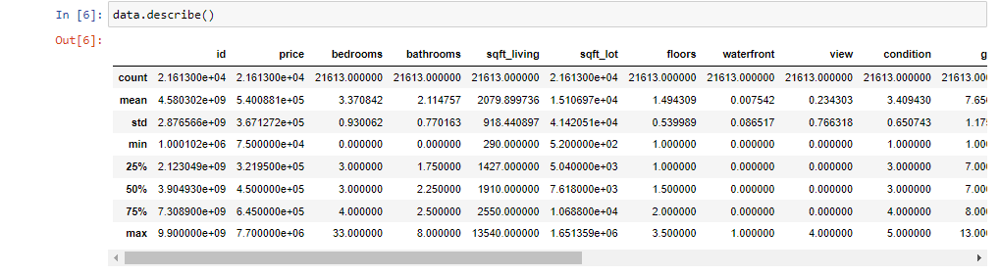 In [6]: data.describe()
Out[6]:
id price bedrooms bathrooms sqft_living sqft_lot floors waterfront view condition g
count 2.161300e+04 2.161300e+04 21613.000000 21613.000000 21613.000000 2.161300e+04 21613.000000 21613.000000 21613.000000 21613.000000 21613.00
mean 4.580302e+09 5.400881e+05 3.370842 2.114757 2079.899736 1.510697e+04 1.494309 0.007542 0.234303 3.409430 7.65
std 2.876566e+09 3.671272e+05 0.930062 0.770163 918.440897 4.142051e+04 0.539989 0.086517 0.766318 0.650743 1.17
min 1.000102e+06 7.500000e+04 0.000000 0.000000 290.000000 5.200000e+02 1.000000 0.000000 0.000000 1.000000 1.00
25% 2.123049e+09 3.219500e+05 3.000000 1.750000 1427.000000 5.040000e+03 1.000000 0.000000 0.000000 3.000000 7.00
50% 3.904930e+09 4.500000e+05 3.000000 2.250000 1910.000000 7.618000e+03 1.500000 0.000000 0.000000 3.000000 7.00
75% 7.308900e+09 6.450000e+05 4.000000 2.500000 2550.000000 1.068800e+04 2.000000 0.000000 0.000000 4.000000 8.00
max 9.900000e+09 7.700000e+06 33.000000 8.000000 13540.000000 1.651359e+06 3.500000 1.000000 4.000000 5.000000 13.00